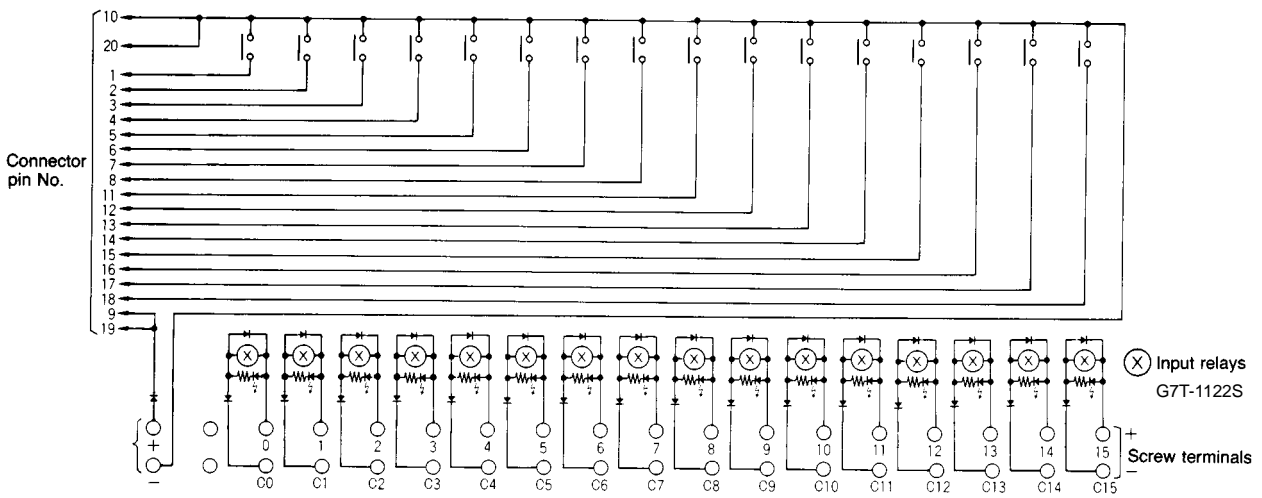 10
20
1
2
3
4
5
6
7
8
11
12
13
14
15
16
17
18
9
19
Connector
pin No.
X X X X X X X X X X X X X X X X
X Input relays
G7T-1122S
+ 0 1 2 3 4 5 6 7 8 9 10 11 12 13 14 15 +
Screw terminals
− C0 C1 C2 C3 C4 C5 C6 C7 C8 C9 C10 C11 C12 C13 C14 C15 −